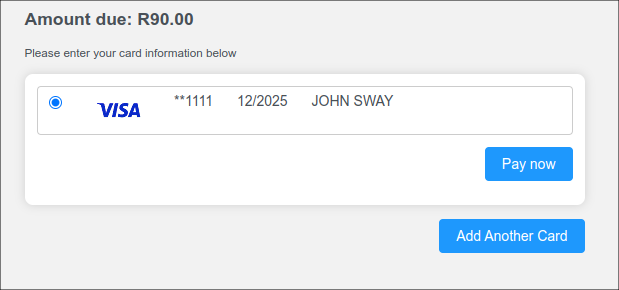 Amount due: R90.00
Please enter your card information below
VISA **1111 12/2025 JOHN SWAY
Pay now
Add Another Card